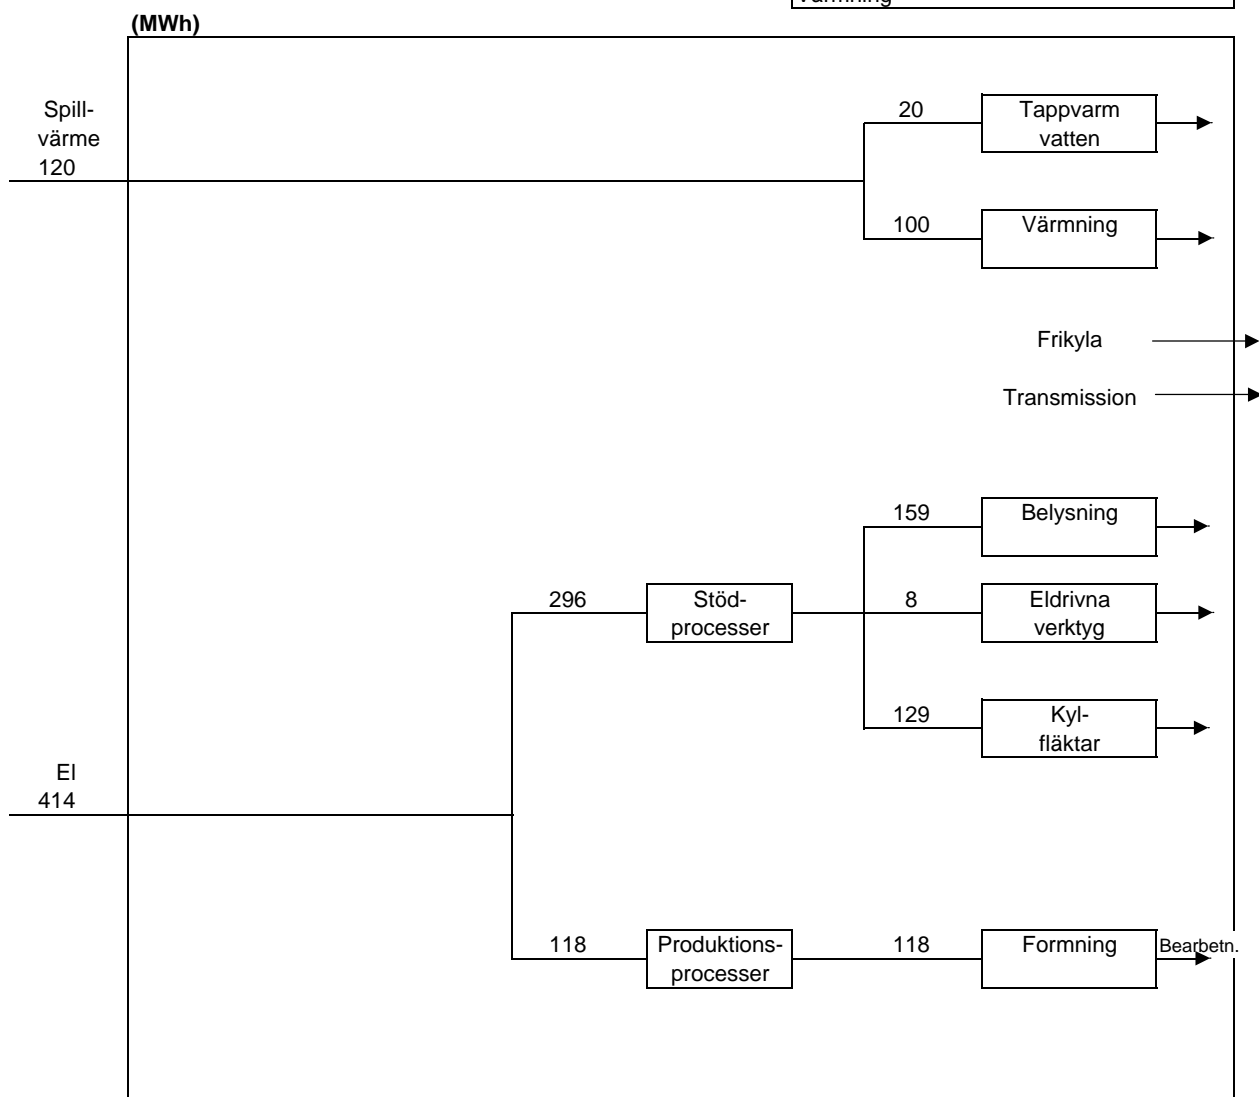 Värmning
(MWh)
Spill-
värme
120
20
Tappvarm
vatten
100
Värmning
Frikyla
Transmission
159
Belysning
296
Stöd-
processer
8
Eldrivna
verktyg
129
Kyl-
fläktar
El
414
118
Produktions-
processer
118
Formning
Bearbetn.